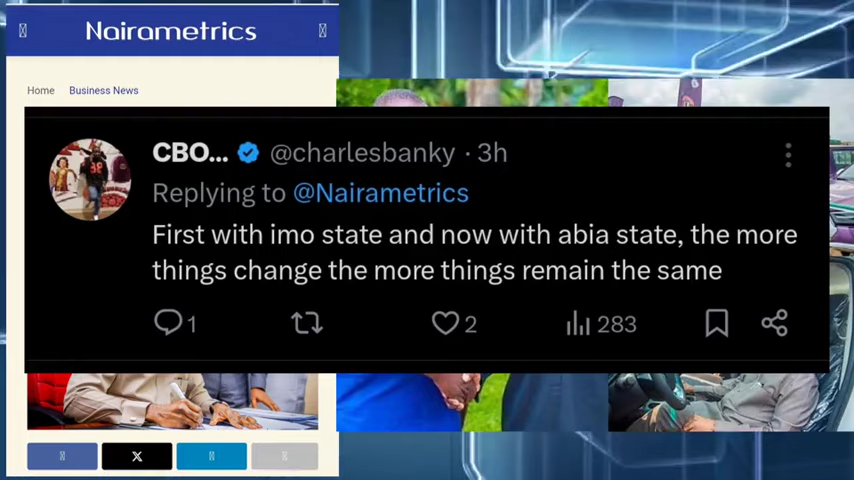 Nairametrics
Home Business News
CBO... @charlesbanky · 3h
Replying to @Nairametrics
First with imo state and now with abia state, the more
things change the more things remain the same
1 2 283